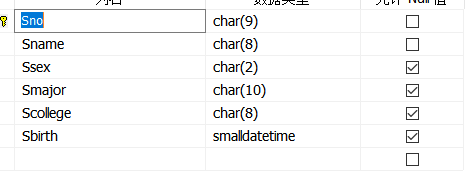 列名 数据类型 允许 Null 值
Sno char(9)
Sname char(8)
Ssex char(2)
Smajor char(10)
Scollege char(8)
Sbirth smalldatetime